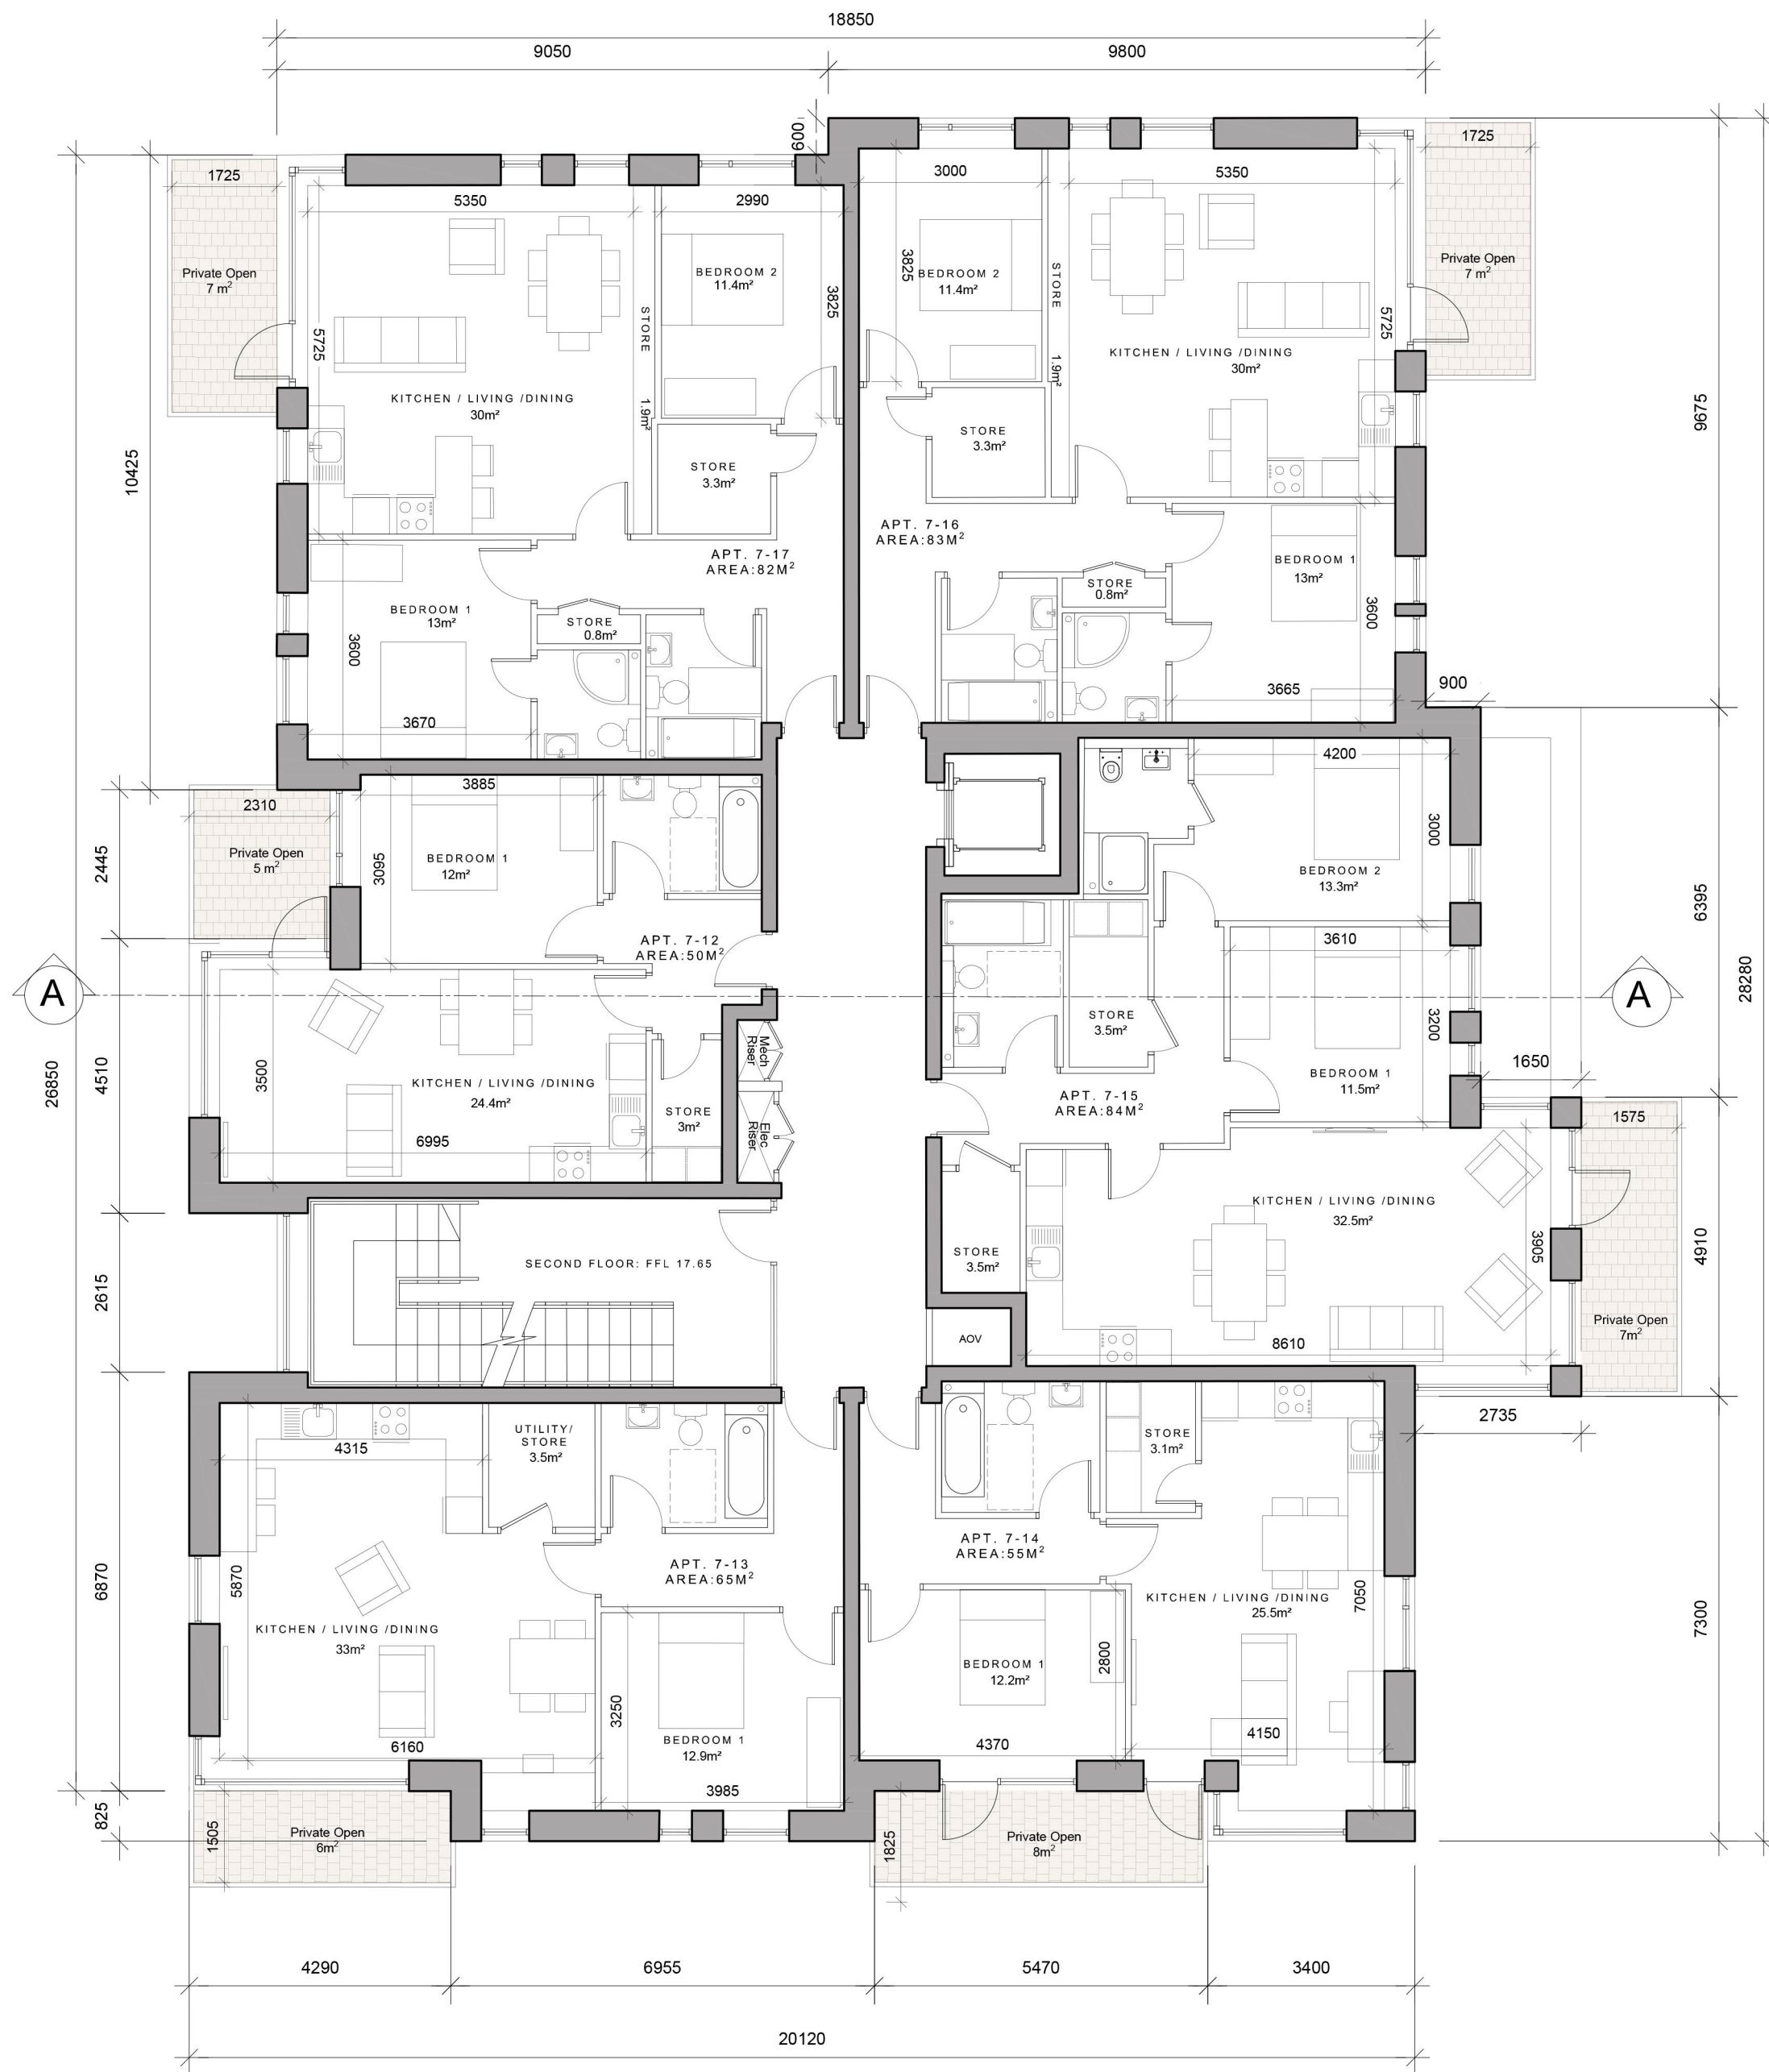 18850
9050
9800
600
1725
5350
2990
3000
5350
1725
Private Open
7 m²
STORE
1.9m²
BEDROOM 2
11.4m²
3825
3825
BEDROOM 2
11.4m²
STORE
1.9m²
Private Open
7 m²
5725
KITCHEN / LIVING /DINING
30m²
KITCHEN / LIVING /DINING
30m²
5725
10425
9675
STORE
3.3m²
STORE
3.3m²
APT. 7-17
AREA:82M²
APT. 7-16
AREA:83M²
BEDROOM 1
13m²
3600
STORE
0.8m²
STORE
0.8m²
BEDROOM 1
13m²
3600
3670
3665
900
2310
3885
4200
Private Open
5 m²
2445
3095
BEDROOM 1
12m²
3000
BEDROOM 2
13.3m²
6395
APT. 7-12
AREA:50M²
3610
A
A
28280
26850
4510
3500
KITCHEN / LIVING /DINING
24.4m²
Mech
Riser
STORE
3.5m²
3200
BEDROOM 1
11.5m²
1650
STORE
3m²
Elec
Riser
APT. 7-15
AREA:84M²
1575
6995
KITCHEN / LIVING /DINING
32.5m²
3905
4910
SECOND FLOOR: FFL 17.65
STORE
3.5m²
2615
Private Open
7m²
AOV
8610
4315
UTILITY/
STORE
3.5m²
STORE
3.1m²
2735
6870
5870
APT. 7-13
AREA:65M²
APT. 7-14
AREA:55M²
KITCHEN / LIVING /DINING
33m²
KITCHEN / LIVING /DINING
25.5m²
7050
7300
3250
BEDROOM 1
12.9m²
BEDROOM 1
12.2m²
2800
6160
3985
4370
4150
825
1505
Private Open
6m²
1825
Private Open
8m²
4290
6955
5470
3400
20120